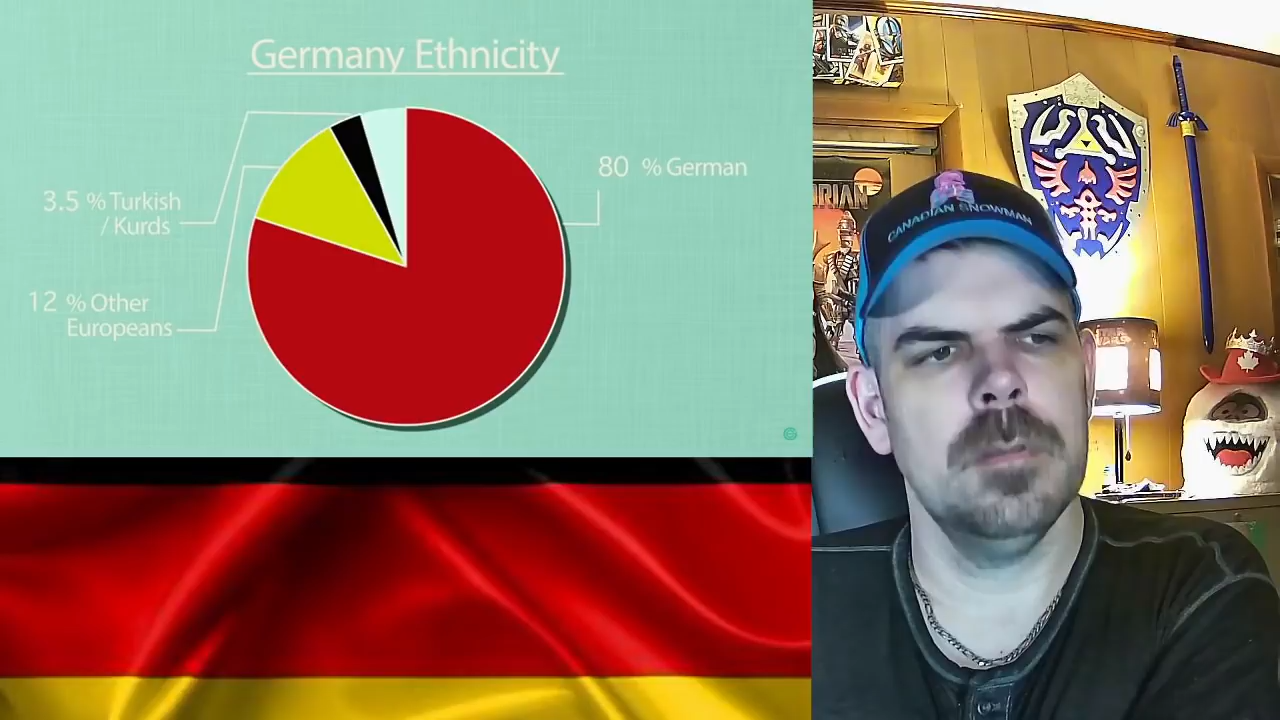 Germany Ethnicity
80 % German
3.5 % Turkish
/ Kurds
12 % Other
Europeans
CANADIAN SNOWMAN